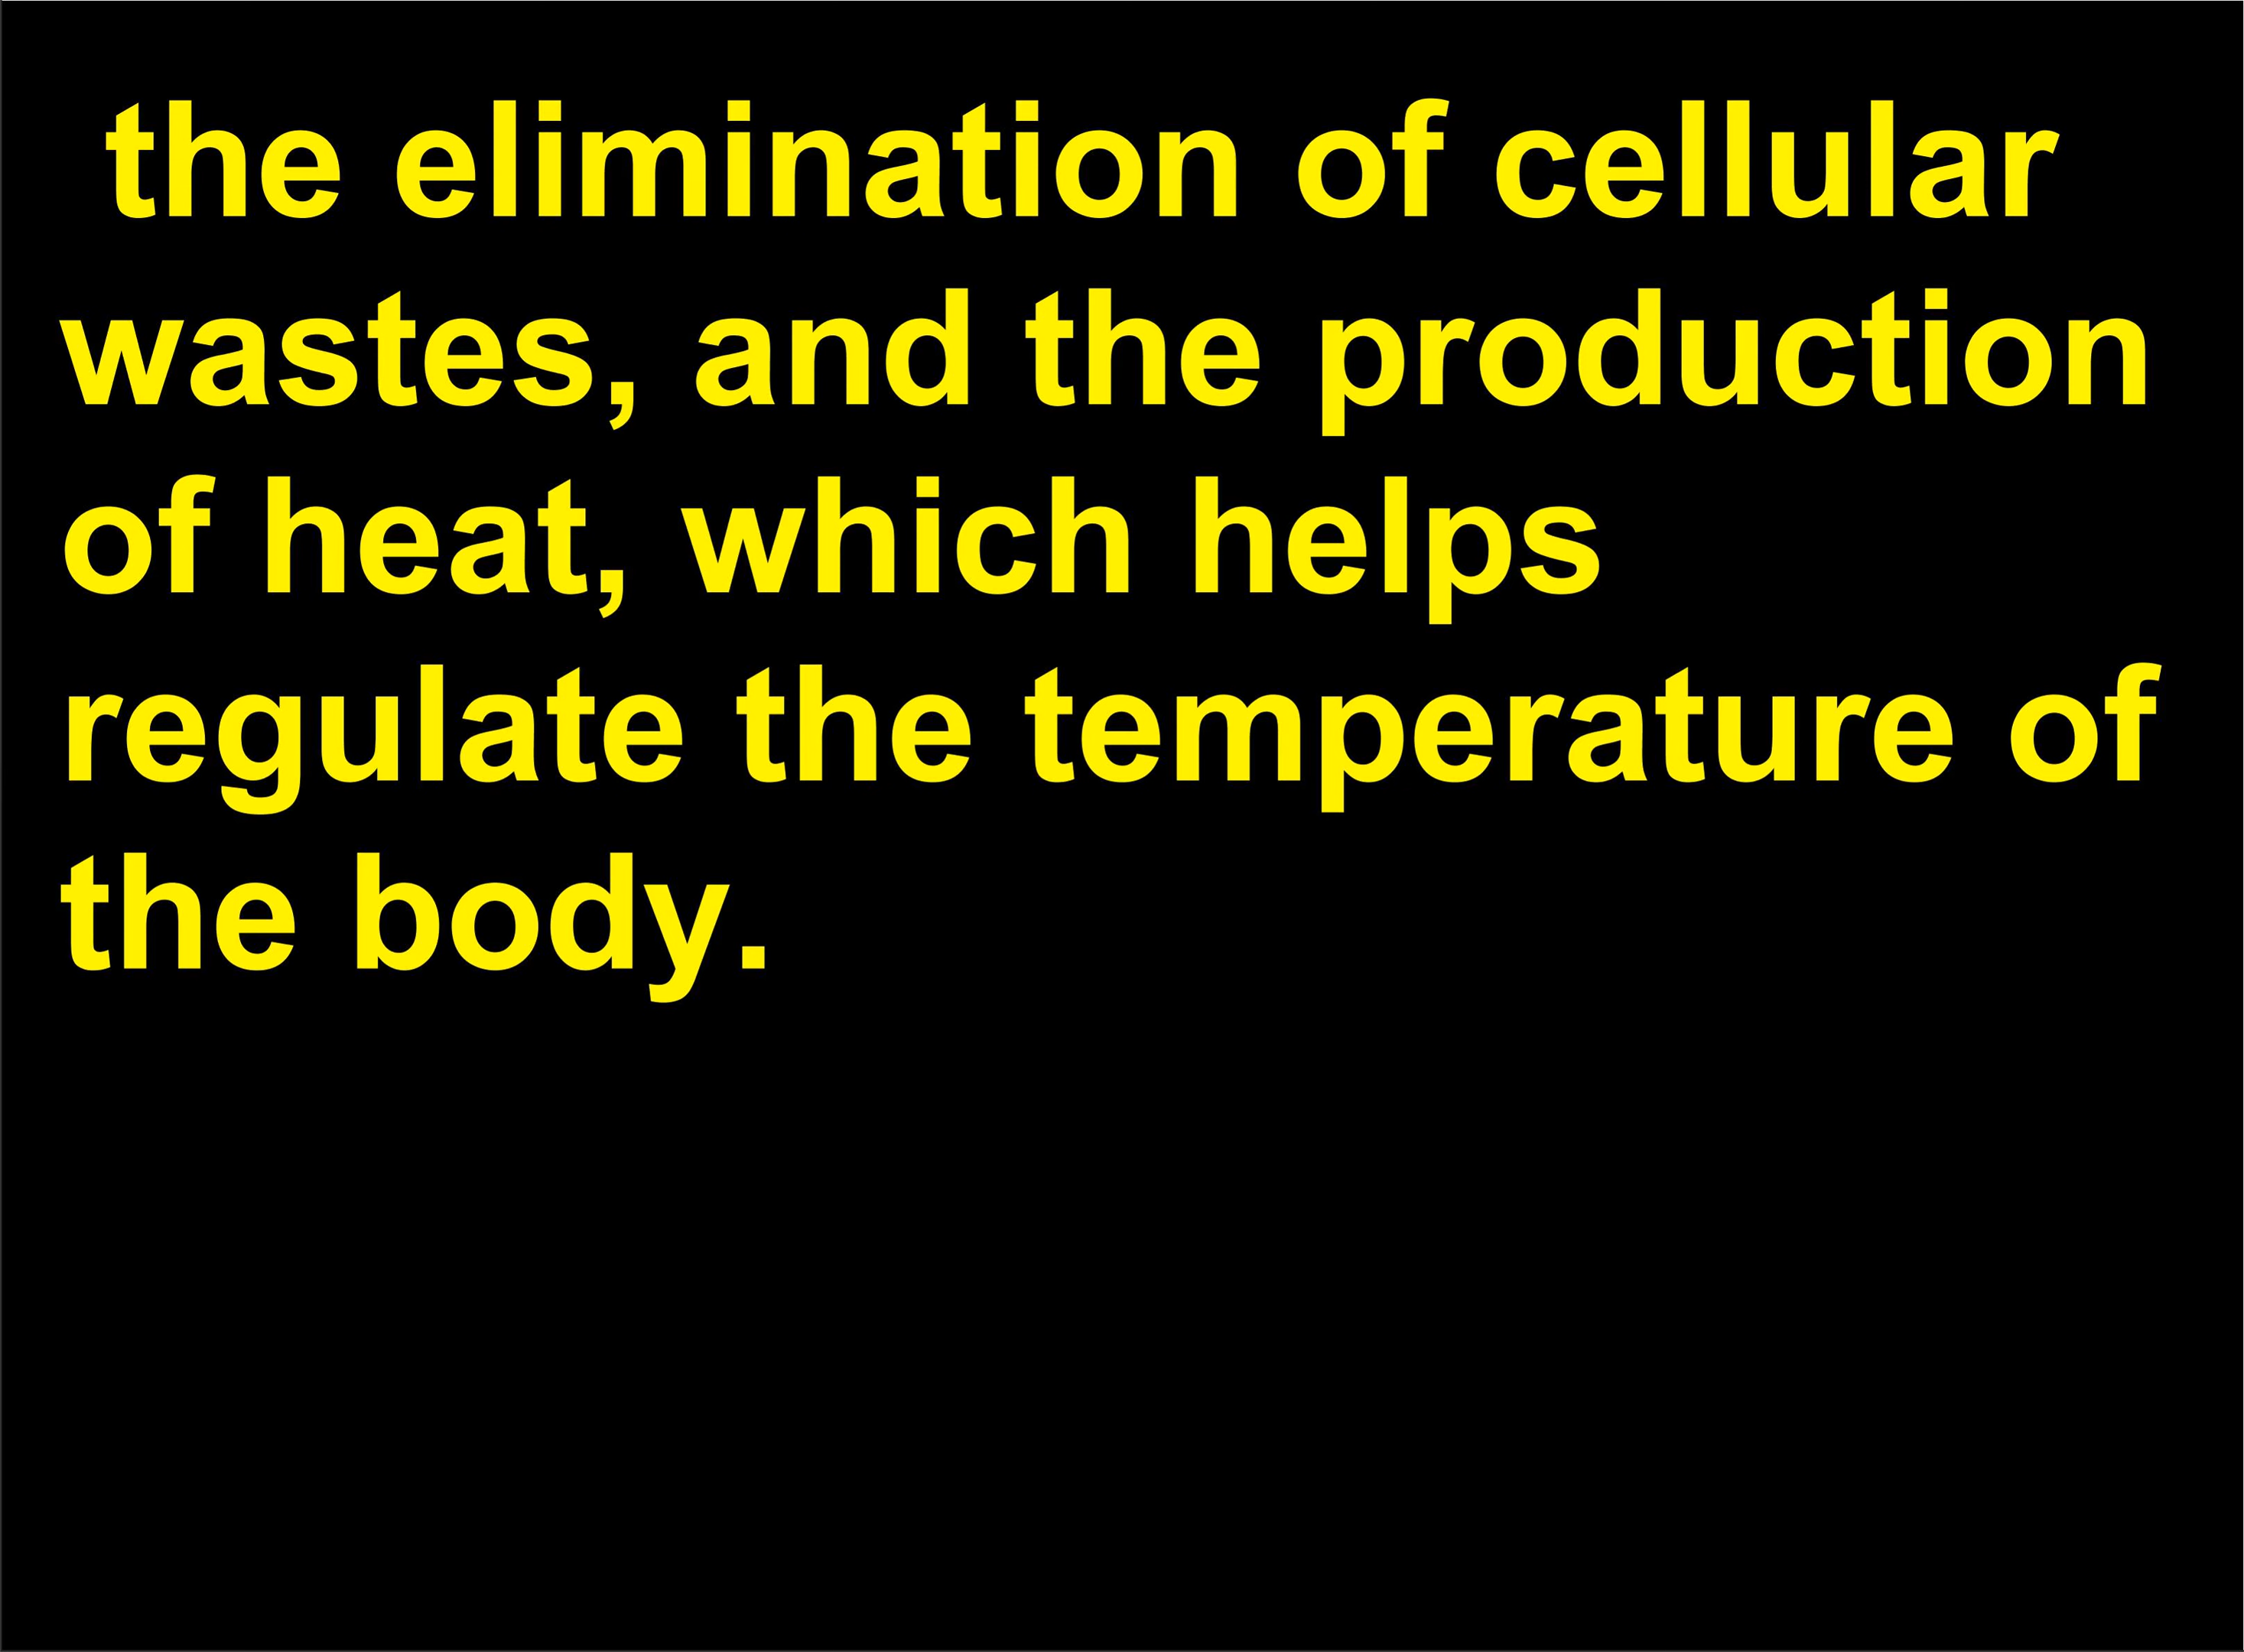 the elimination of cellular
wastes, and the production
of heat, which helps
regulate the temperature of
the body.